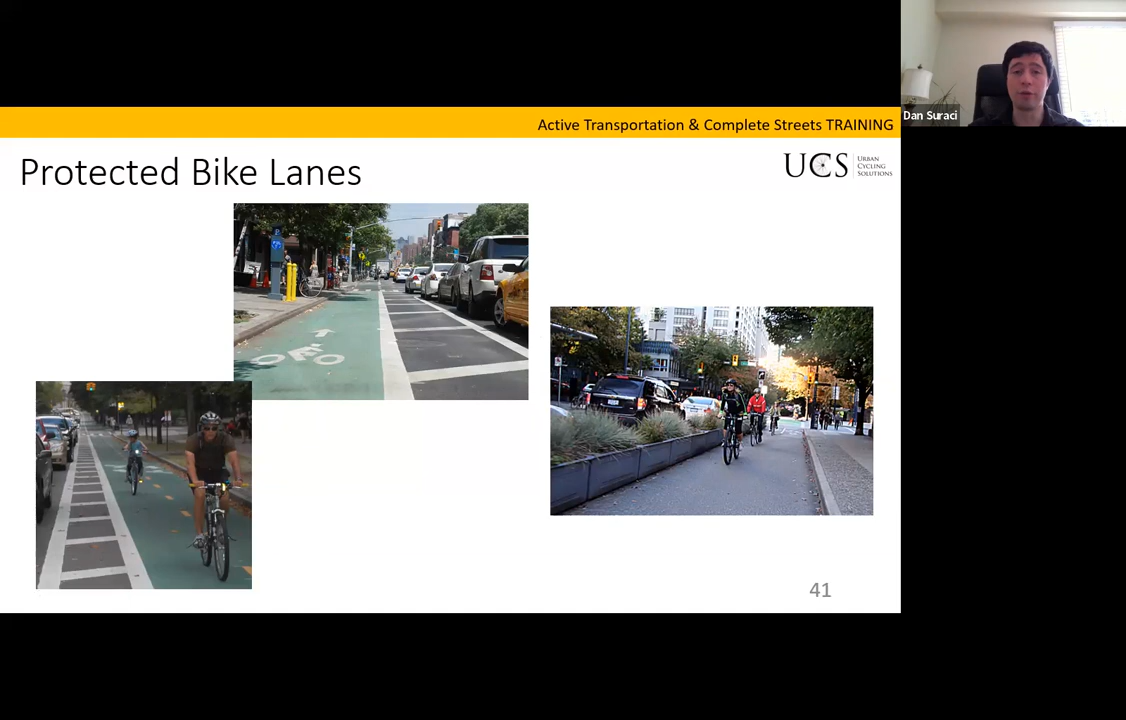 Active Transportation & Complete Streets TRAINING
Protected Bike Lanes
UCS
URBAN
CYCLING
SOLUTIONS
Dan Suraci
P
41